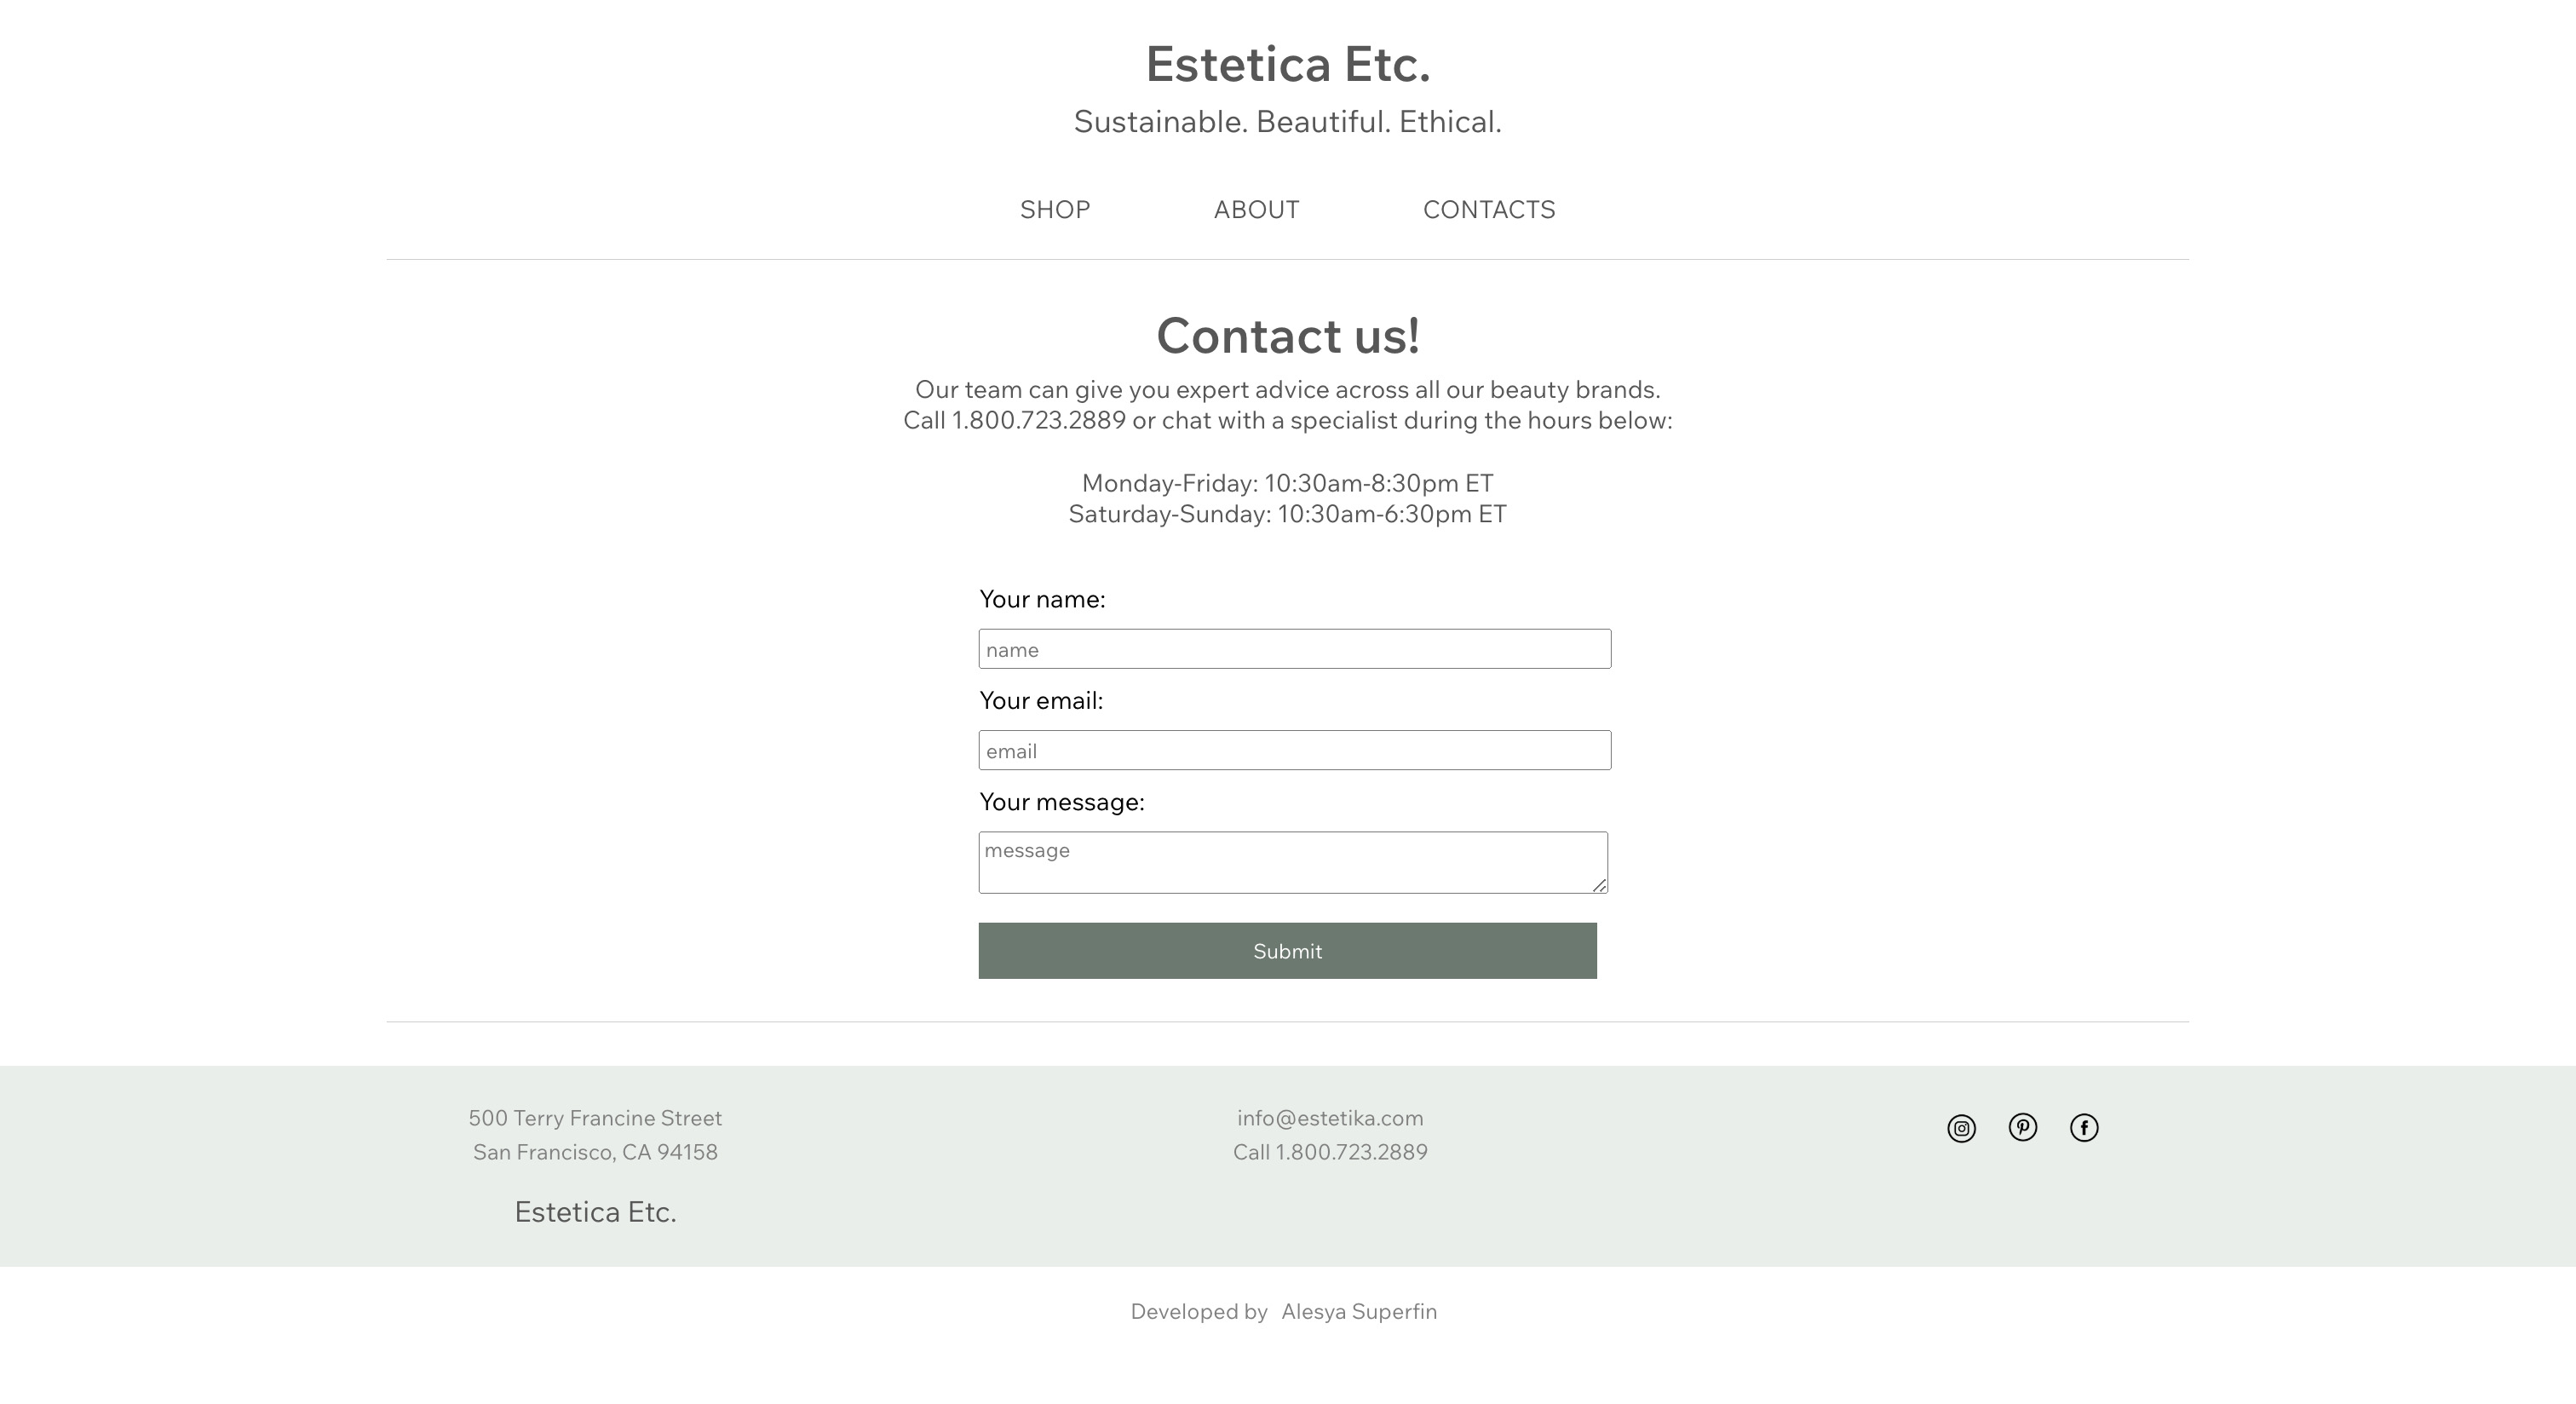 Estetica Etc.
Sustainable. Beautiful. Ethical.
SHOP ABOUT CONTACTS
Contact us!
Our team can give you expert advice across all our beauty brands.
Call 1.800.723.2889 or chat with a specialist during the hours below:
Monday-Friday: 10:30am-8:30pm ET
Saturday-Sunday: 10:30am-6:30pm ET
Your name:
name
Your email:
email
Your message:
message
Submit
500 Terry Francine Street
San Francisco, CA 94158
Estetica Etc.
info@estetika.com
Call 1.800.723.2889
Developed by Alesya Superfin